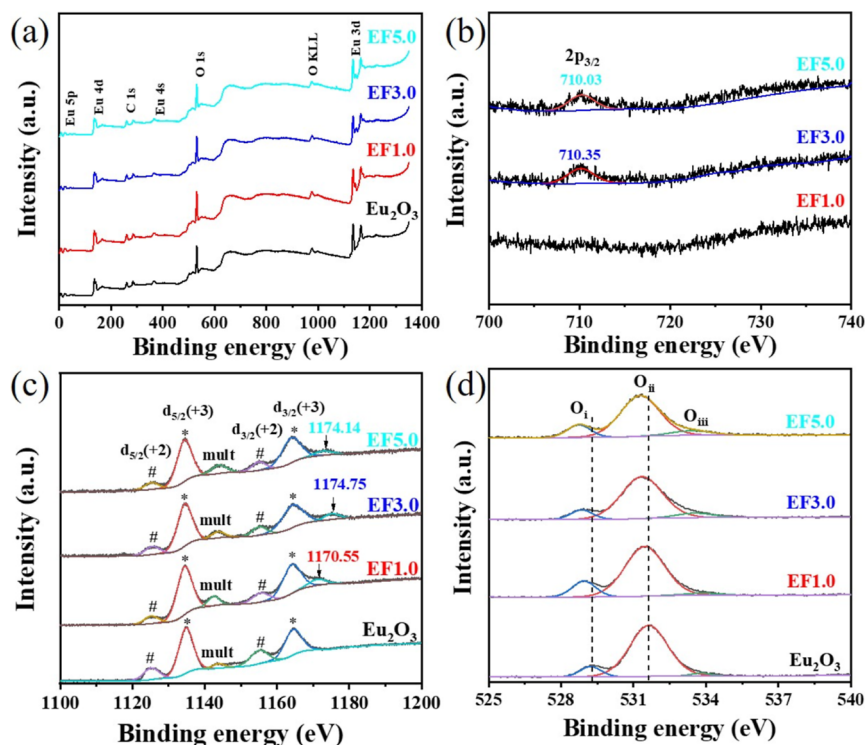 (a)
Eu 5p
Eu 4d
C 1s
Eu 4s
O 1s
O KLL
Eu 3d
EF5.0
EF3.0
EF1.0
Eu₂O₃
Intensity (a.u.)
0 200 400 600 800 1000 1200 1400
Binding energy (eV)
(b)
2p₃/₂
710.03
EF5.0
710.35
EF3.0
EF1.0
Intensity (a.u.)
700 710 720 730 740
Binding energy (eV)
(c)
d₅/₂(+3)
d₃/₂(+3)
d₅/₂(+2)
d₃/₂(+2)
1174.14
* * # mult #
EF5.0
1174.75
* * # mult #
EF3.0
1170.55
* * # mult #
EF1.0
* * # mult #
Eu₂O₃
Intensity (a.u.)
1100 1120 1140 1160 1180 1200
Binding energy (eV)
(d)
Oᵢ
Oᵢᵢ
Oᵢᵢᵢ
EF5.0
EF3.0
EF1.0
Eu₂O₃
Intensity (a.u.)
525 528 531 534 537 540
Binding energy (eV)